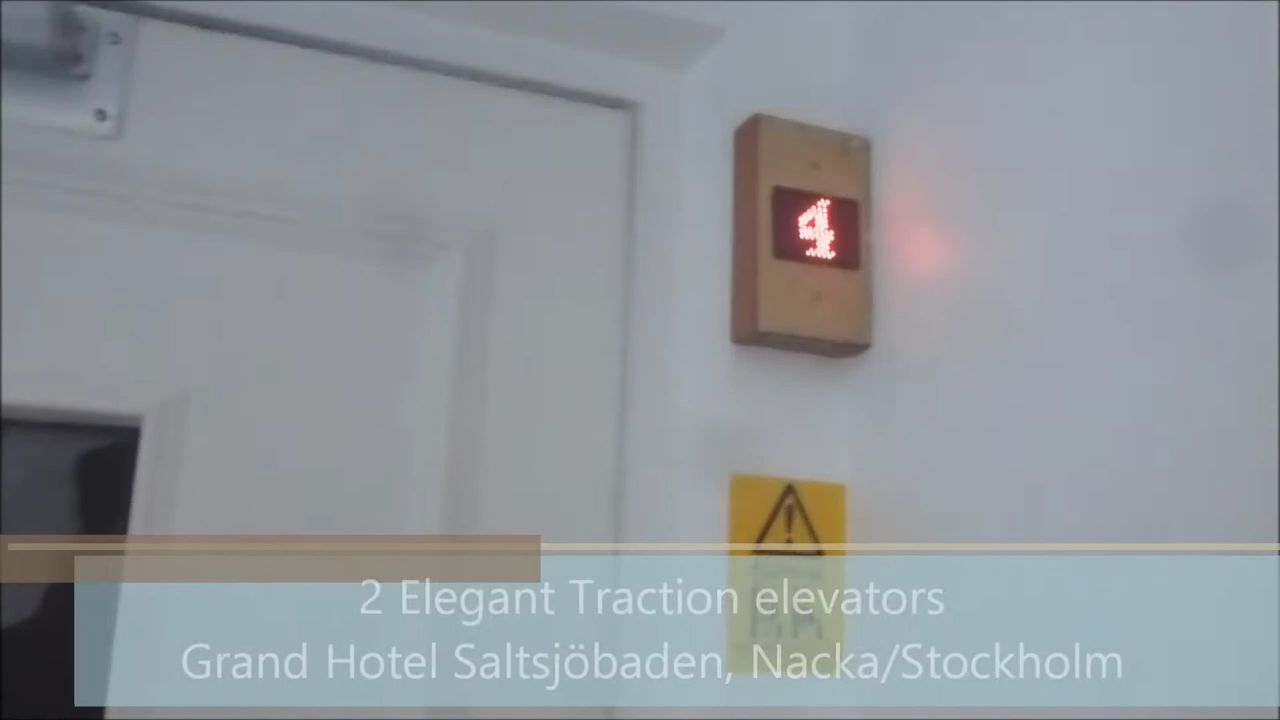 4
2 Elegant Traction elevators
Grand Hotel Saltsjöbaden, Nacka/Stockholm